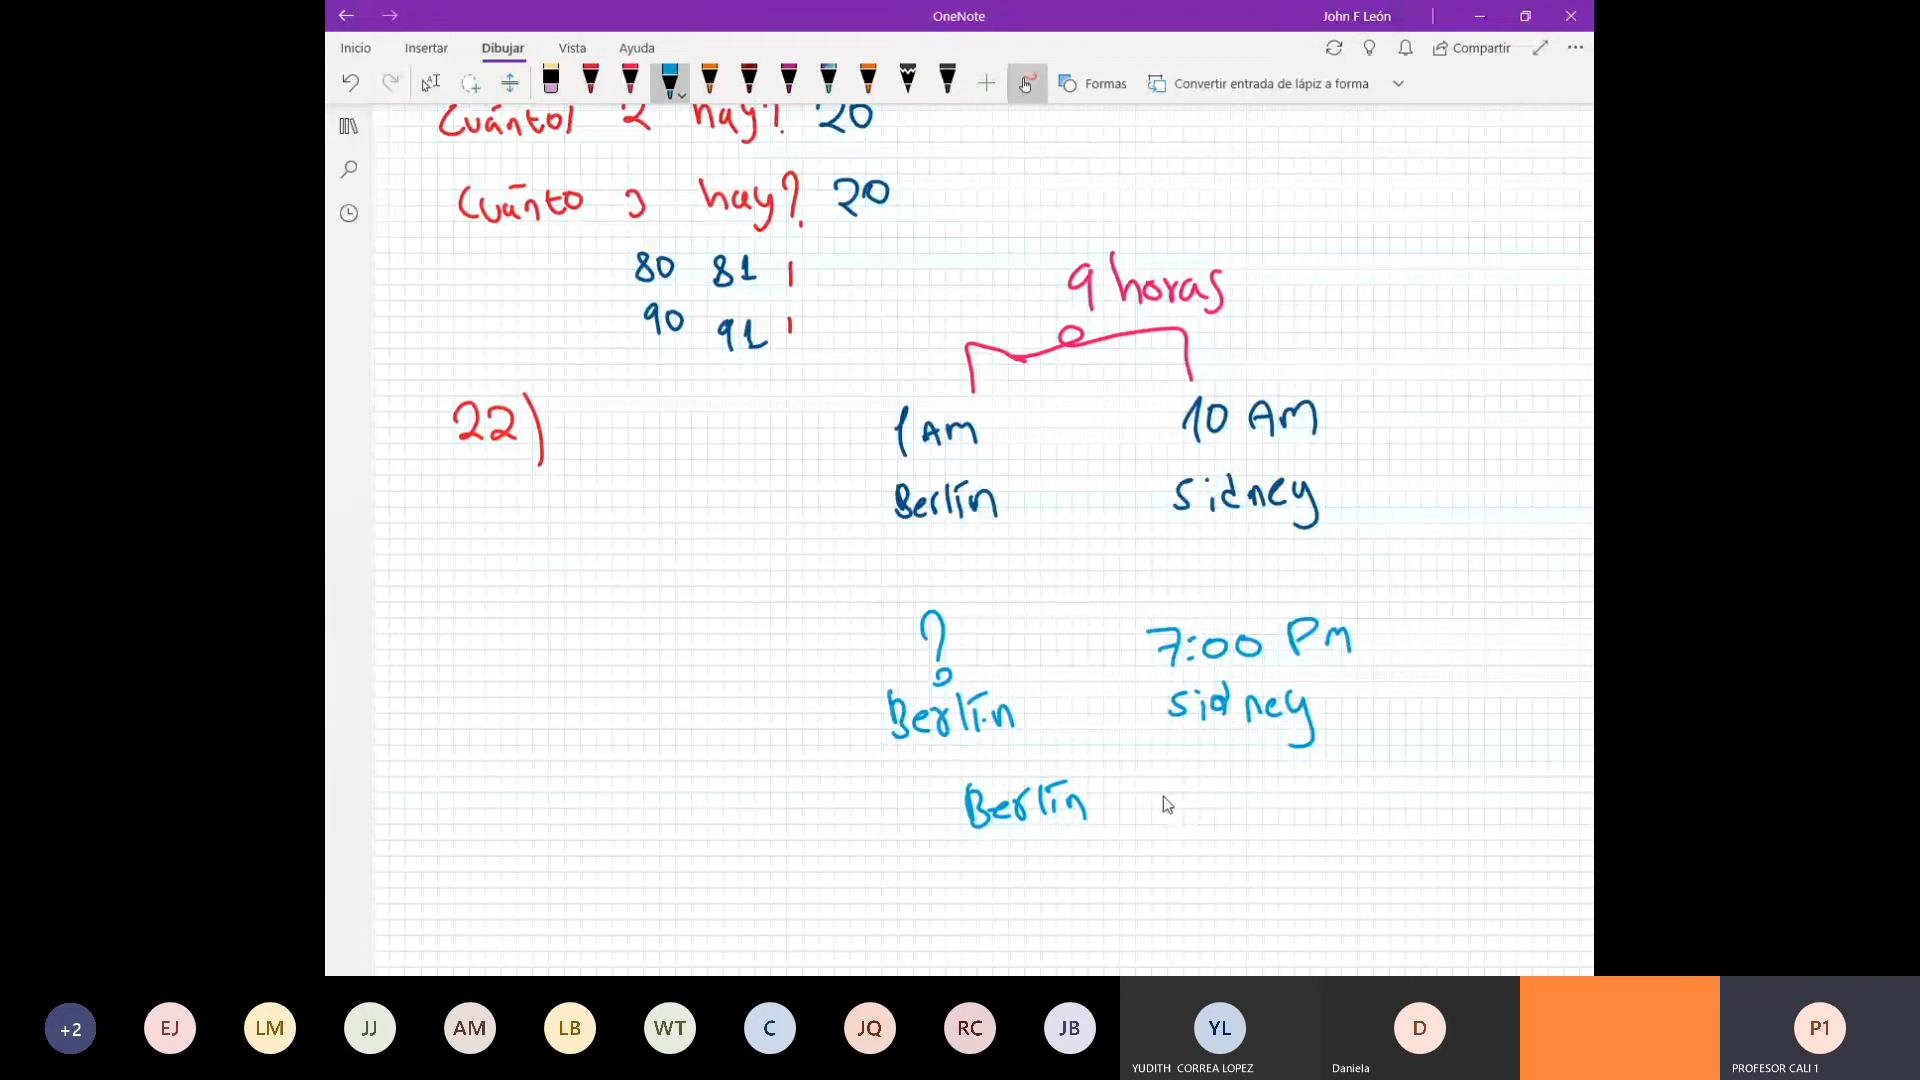 OneNote
John F León
Inicio
Insertar
Dibujar
Vista
Ayuda
Compartir
Formas
Convertir entrada de lápiz a forma
Cuánto1 2 hay? 20
Cuánto 3 hay? 20
80 81 1
90 91 1
9 horas
22)
1 AM
10 AM
Berlín
sidney
?
7:00 PM
Berlín
sidney
Berlín
+2
EJ
LM
JJ
AM
LB
WT
C
JQ
RC
JB
YL
D
P1
YUDITH CORREA LOPEZ
Daniela
PROFESOR CALI 1